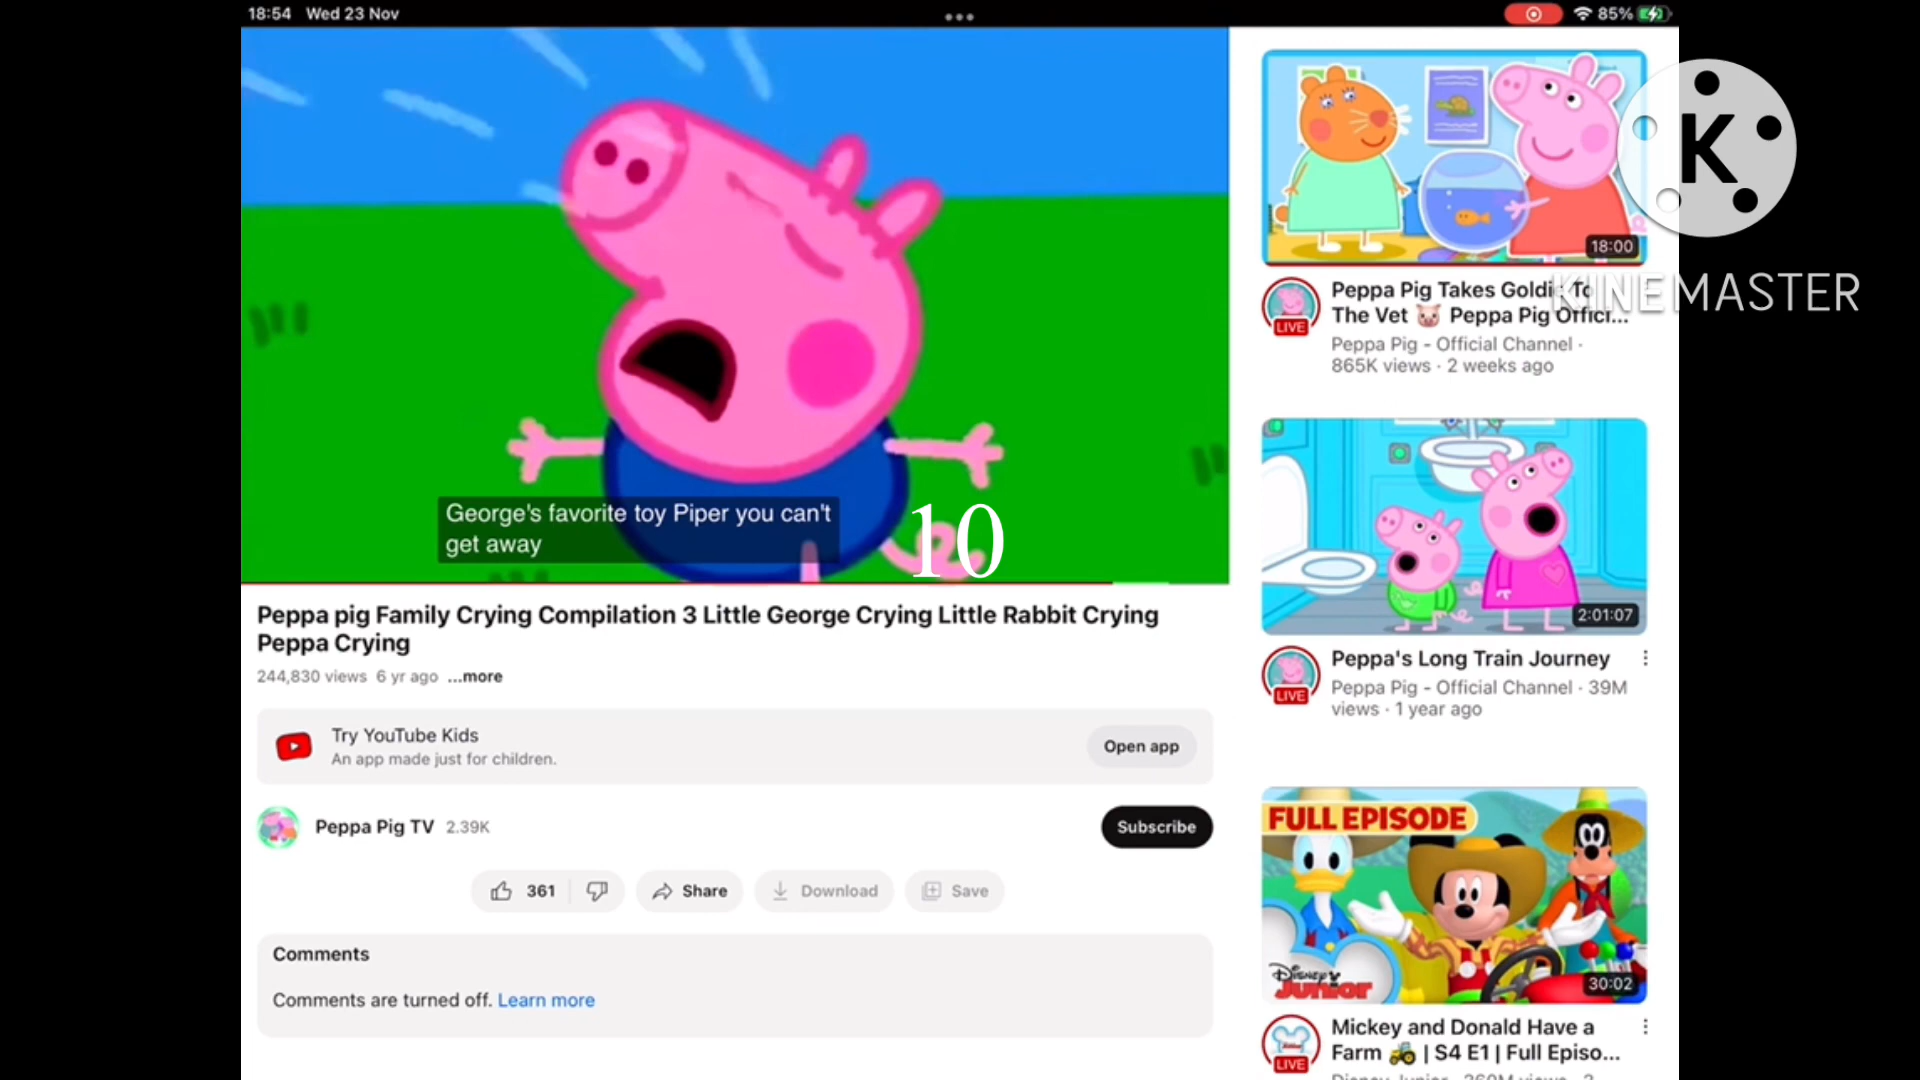 18:54 Wed 23 Nov
85%
George's favorite toy Piper you can't
get away
10
Peppa pig Family Crying Compilation 3 Little George Crying Little Rabbit Crying
Peppa Crying
244,830 views 6 yr ago ...more
Try YouTube Kids
An app made just for children.
Open app
Peppa Pig TV 2.39K
Subscribe
361
Share
Download
Save
Comments
Comments are turned off. Learn more
18:00
K
KINEMASTER
LIVE
Peppa Pig Takes Goldie To
The Vet 🐷 Peppa Pig Offici...
Peppa Pig - Official Channel ·
865K views · 2 weeks ago
2:01:07
LIVE
Peppa's Long Train Journey
Peppa Pig - Official Channel · 39M
views · 1 year ago
FULL EPISODE
Disney
Junior
30:02
LIVE
Mickey and Donald Have a
Farm 🚜 | S4 E1 | Full Episo...